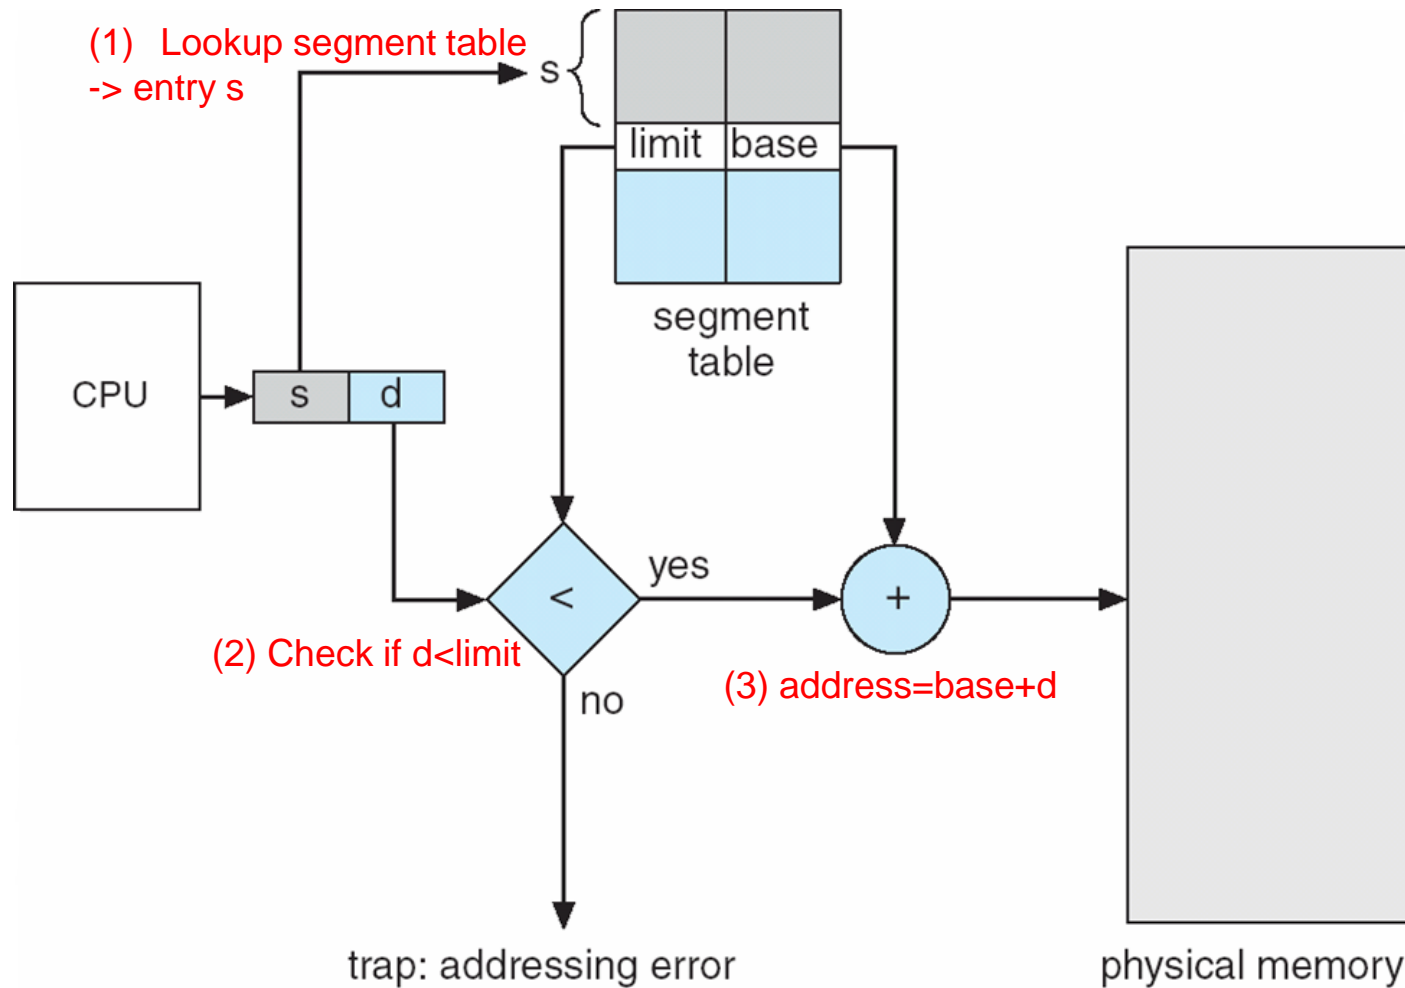 (1) Lookup segment table
-> entry s
s
limit
base
segment
table
CPU
s
d
<
yes
+
(2) Check if d<limit
(3) address=base+d
no
trap: addressing error
physical memory